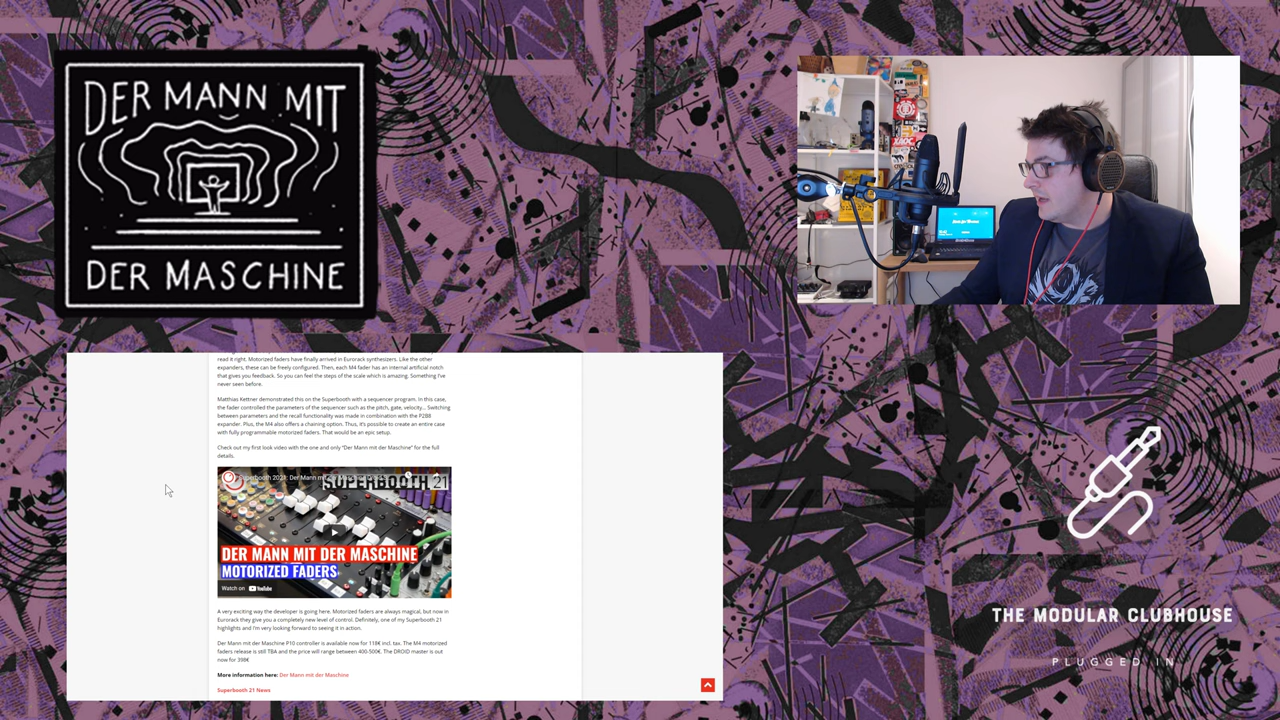 DER MANN MIT
DER MASCHINE
XAOC
read it right. Motorized faders have finally arrived in Eurorack synthesizers. Like the other
expanders, these can be freely configured. Then, each M4 fader has an internal artificial notch
that gives you feedback. So you can feel the steps of the scale which is amazing. Something I've
never seen before.
Matthias Kettner demonstrated this on the Superbooth with a sequencer program. In this case,
the fader controlled the parameters of the sequencer such as the pitch, gate, velocity... Switching
between parameters and the recall functionality was made in combination with the P2B8
expander. Plus, the M4 also offers a chaining option. Thus, it's possible to create an entire case
with fully programmable motorized faders. That would be an epic setup.
Check out my first look video with the one and only "Der Mann mit der Maschine" for the full
details.
SUPERBOOTH 21
DER MANN MIT DER MASCHINE
MOTORIZED FADERS
Watch on YouTube
A very exciting way the developer is going here. Motorized faders are always magical, but now in
Eurorack they give you a completely new level of control. Definitely, one of my Superbooth 21
highlights and I'm very looking forward to seeing it in action.
Der Mann mit der Maschine P10 controller is available now for 118€ incl. tax. The M4 motorized
faders release is still TBA and the price will range between 400-500€. The DROID master is out
now for 398€
More information here: Der Mann mit der Maschine
Superbooth 21 News
THE MODULAR CLUBHOUSE
PLUGGED IN